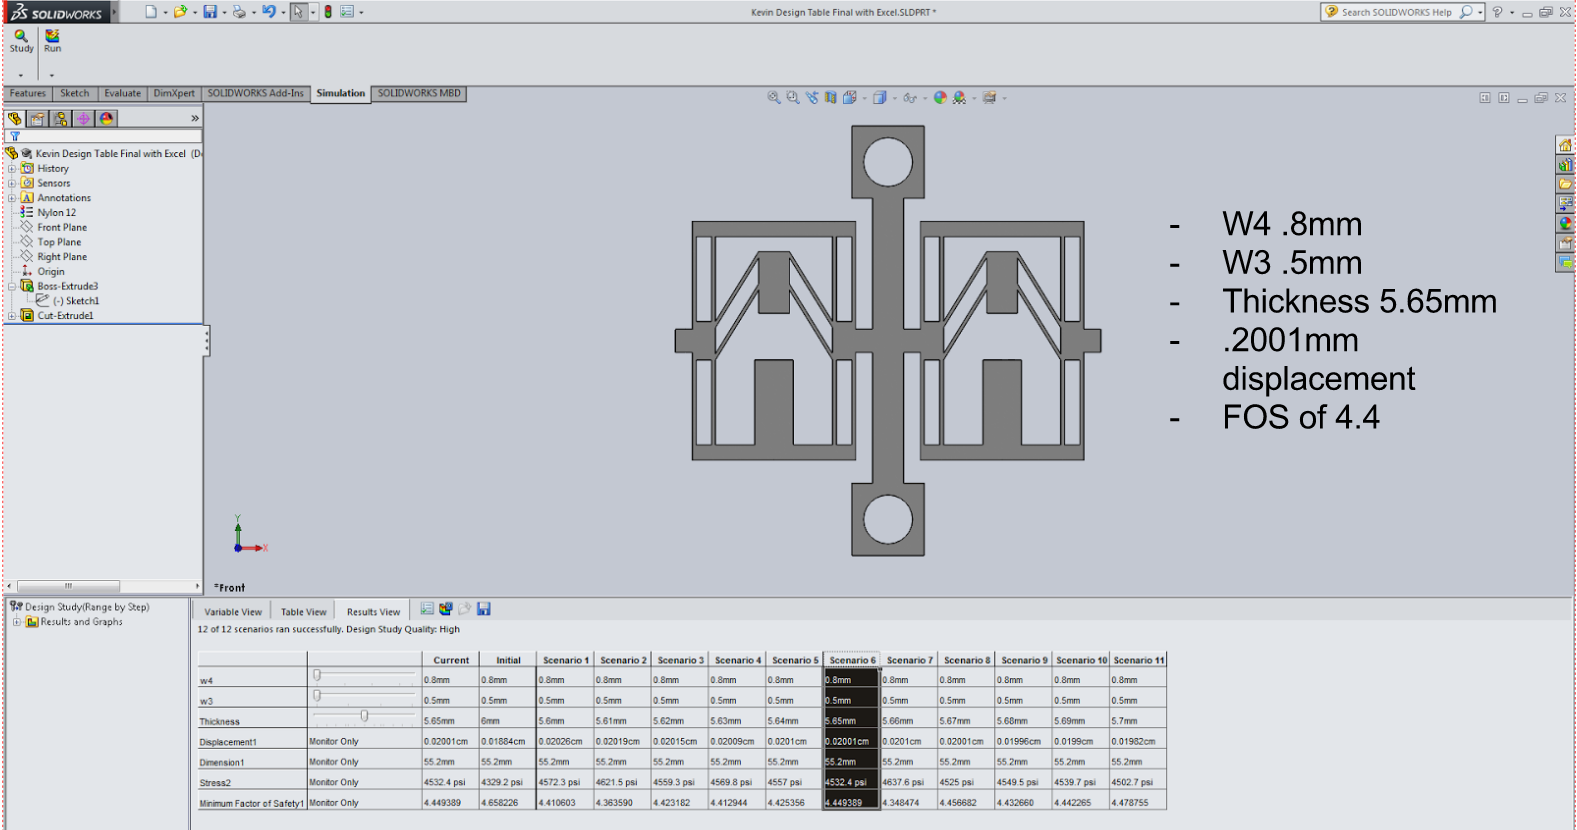 SOLIDWORKS
Kevin Design Table Final with Excel.SLDPRT *
Search SOLIDWORKS Help
Study
Run
Features Sketch Evaluate DimXpert SOLIDWORKS Add-Ins Simulation SOLIDWORKS MBD
Kevin Design Table Final with Excel (D
History
Sensors
Annotations
Nylon 12
Front Plane
Top Plane
Right Plane
Origin
Boss-Extrude3
(-) Sketch1
Cut-Extrude1
- W4 .8mm
- W3 .5mm
- Thickness 5.65mm
- .2001mm
displacement
- FOS of 4.4
Y
X
*Front
Design Study(Range by Step)
Results and Graphs
Variable View Table View Results View
12 of 12 scenarios ran successfully. Design Study Quality: High
Current Initial Scenario 1 Scenario 2 Scenario 3 Scenario 4 Scenario 5 Scenario 6 Scenario 7 Scenario 8 Scenario 9 Scenario 10 Scenario 11
w4 0.8mm 0.8mm 0.8mm 0.8mm 0.8mm 0.8mm 0.8mm 0.8mm 0.8mm 0.8mm 0.8mm 0.8mm 0.8mm
w3 0.5mm 0.5mm 0.5mm 0.5mm 0.5mm 0.5mm 0.5mm 0.5mm 0.5mm 0.5mm 0.5mm 0.5mm 0.5mm
Thickness 5.65mm 6mm 5.6mm 5.61mm 5.62mm 5.63mm 5.64mm 5.65mm 5.66mm 5.67mm 5.68mm 5.69mm 5.7mm
Displacement1 Monitor Only 0.02001cm 0.01884cm 0.02026cm 0.02019cm 0.02015cm 0.02009cm 0.0201cm 0.02001cm 0.0201cm 0.02001cm 0.01996cm 0.0199cm 0.01982cm
Dimension1 Monitor Only 55.2mm 55.2mm 55.2mm 55.2mm 55.2mm 55.2mm 55.2mm 55.2mm 55.2mm 55.2mm 55.2mm 55.2mm 55.2mm
Stress2 Monitor Only 4532.4 psi 4329.2 psi 4572.3 psi 4621.5 psi 4559.3 psi 4569.8 psi 4557 psi 4532.4 psi 4637.6 psi 4525 psi 4549.5 psi 4539.7 psi 4502.7 psi
Minimum Factor of Safety1 Monitor Only 4.449389 4.658226 4.410603 4.363590 4.423182 4.412944 4.425356 4.449389 4.348474 4.456682 4.432660 4.442265 4.478755